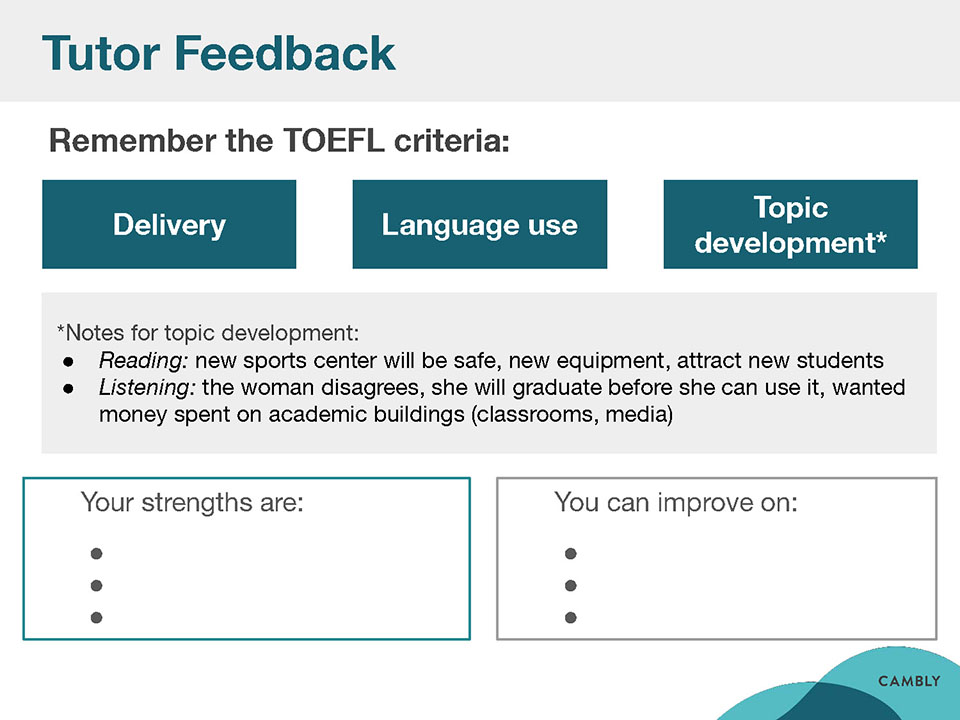 Tutor Feedback
Remember the TOEFL criteria:
Delivery
Language use
Topic
development*
*Notes for topic development:
● Reading: new sports center will be safe, new equipment, attract new students
● Listening: the woman disagrees, she will graduate before she can use it, wanted
money spent on academic buildings (classrooms, media)
Your strengths are:
●
●
●
You can improve on:
●
●
●
CAMBLY